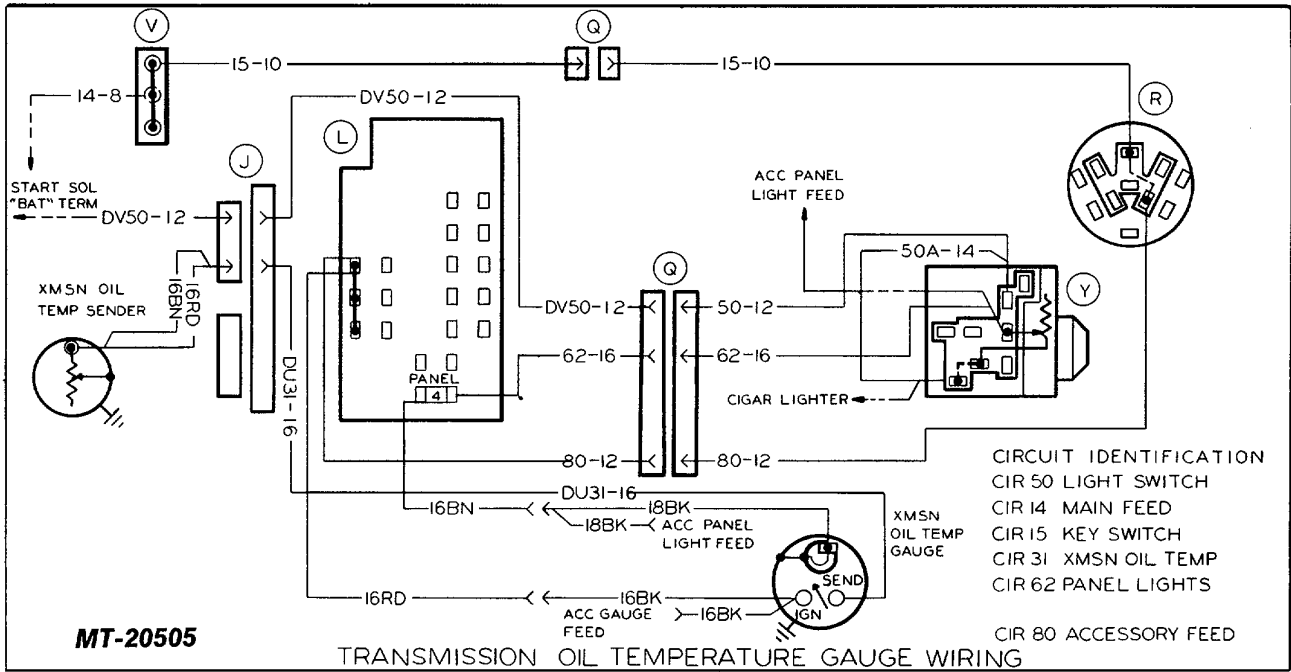 V
Q
15-10
15-10
14-8
DV50-12
R
L
J
START SOL
"BAT" TERM
DV50-12
ACC PANEL
LIGHT FEED
50A-14
Q
Y
XMSN OIL
TEMP SENDER
16BN
16RD
DV50-12
50-12
62-16
62-16
PANEL
4
DU31-16
CIGAR LIGHTER
80-12
80-12
CIRCUIT IDENTIFICATION
CIR 50 LIGHT SWITCH
CIR 14 MAIN FEED
CIR 15 KEY SWITCH
CIR 31 XMSN OIL TEMP
CIR 62 PANEL LIGHTS
CIR 80 ACCESSORY FEED
DU31-16
16BN
18BK
18BK
ACC PANEL
LIGHT FEED
XMSN
OIL TEMP
GAUGE
SEND
IGN
16RD
16BK
ACC GAUGE
FEED
16BK
MT-20505
TRANSMISSION OIL TEMPERATURE GAUGE WIRING